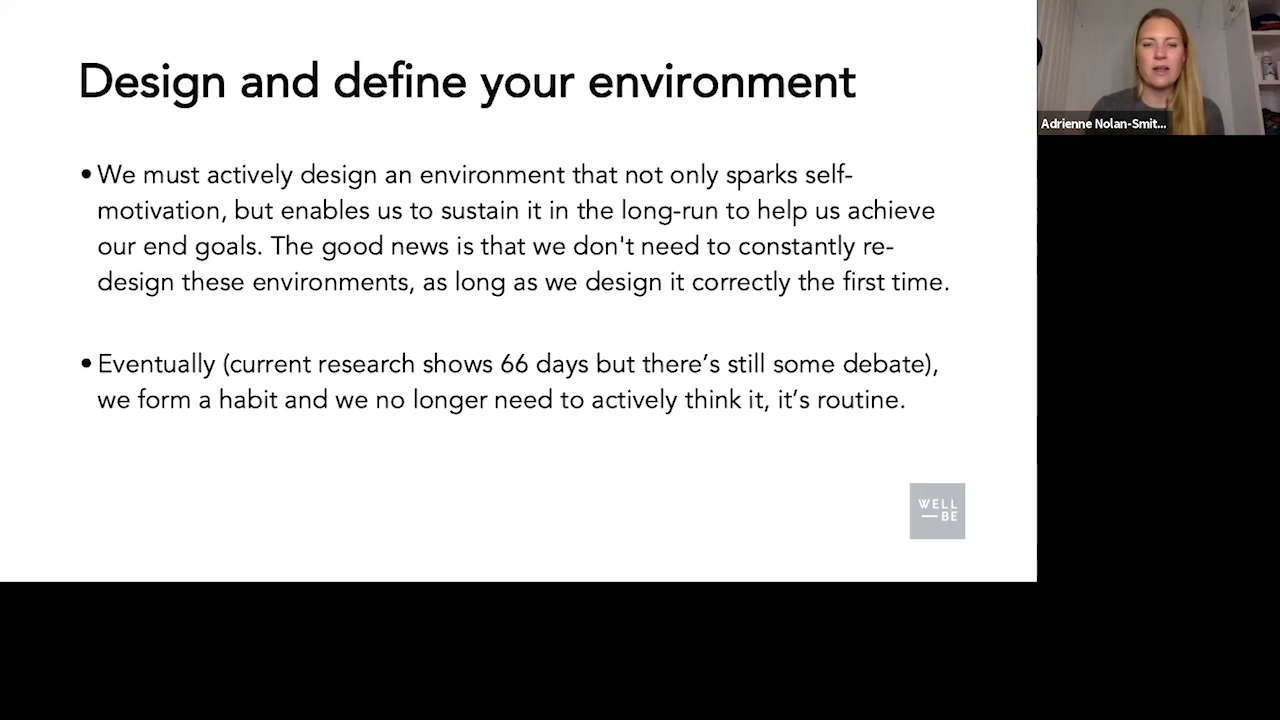 Design and define your environment
• We must actively design an environment that not only sparks self-
motivation, but enables us to sustain it in the long-run to help us achieve
our end goals. The good news is that we don't need to constantly re-
design these environments, as long as we design it correctly the first time.
• Eventually (current research shows 66 days but there’s still some debate),
we form a habit and we no longer need to actively think it, it’s routine.
WELL
— BE
Adrienne Nolan-Smit...